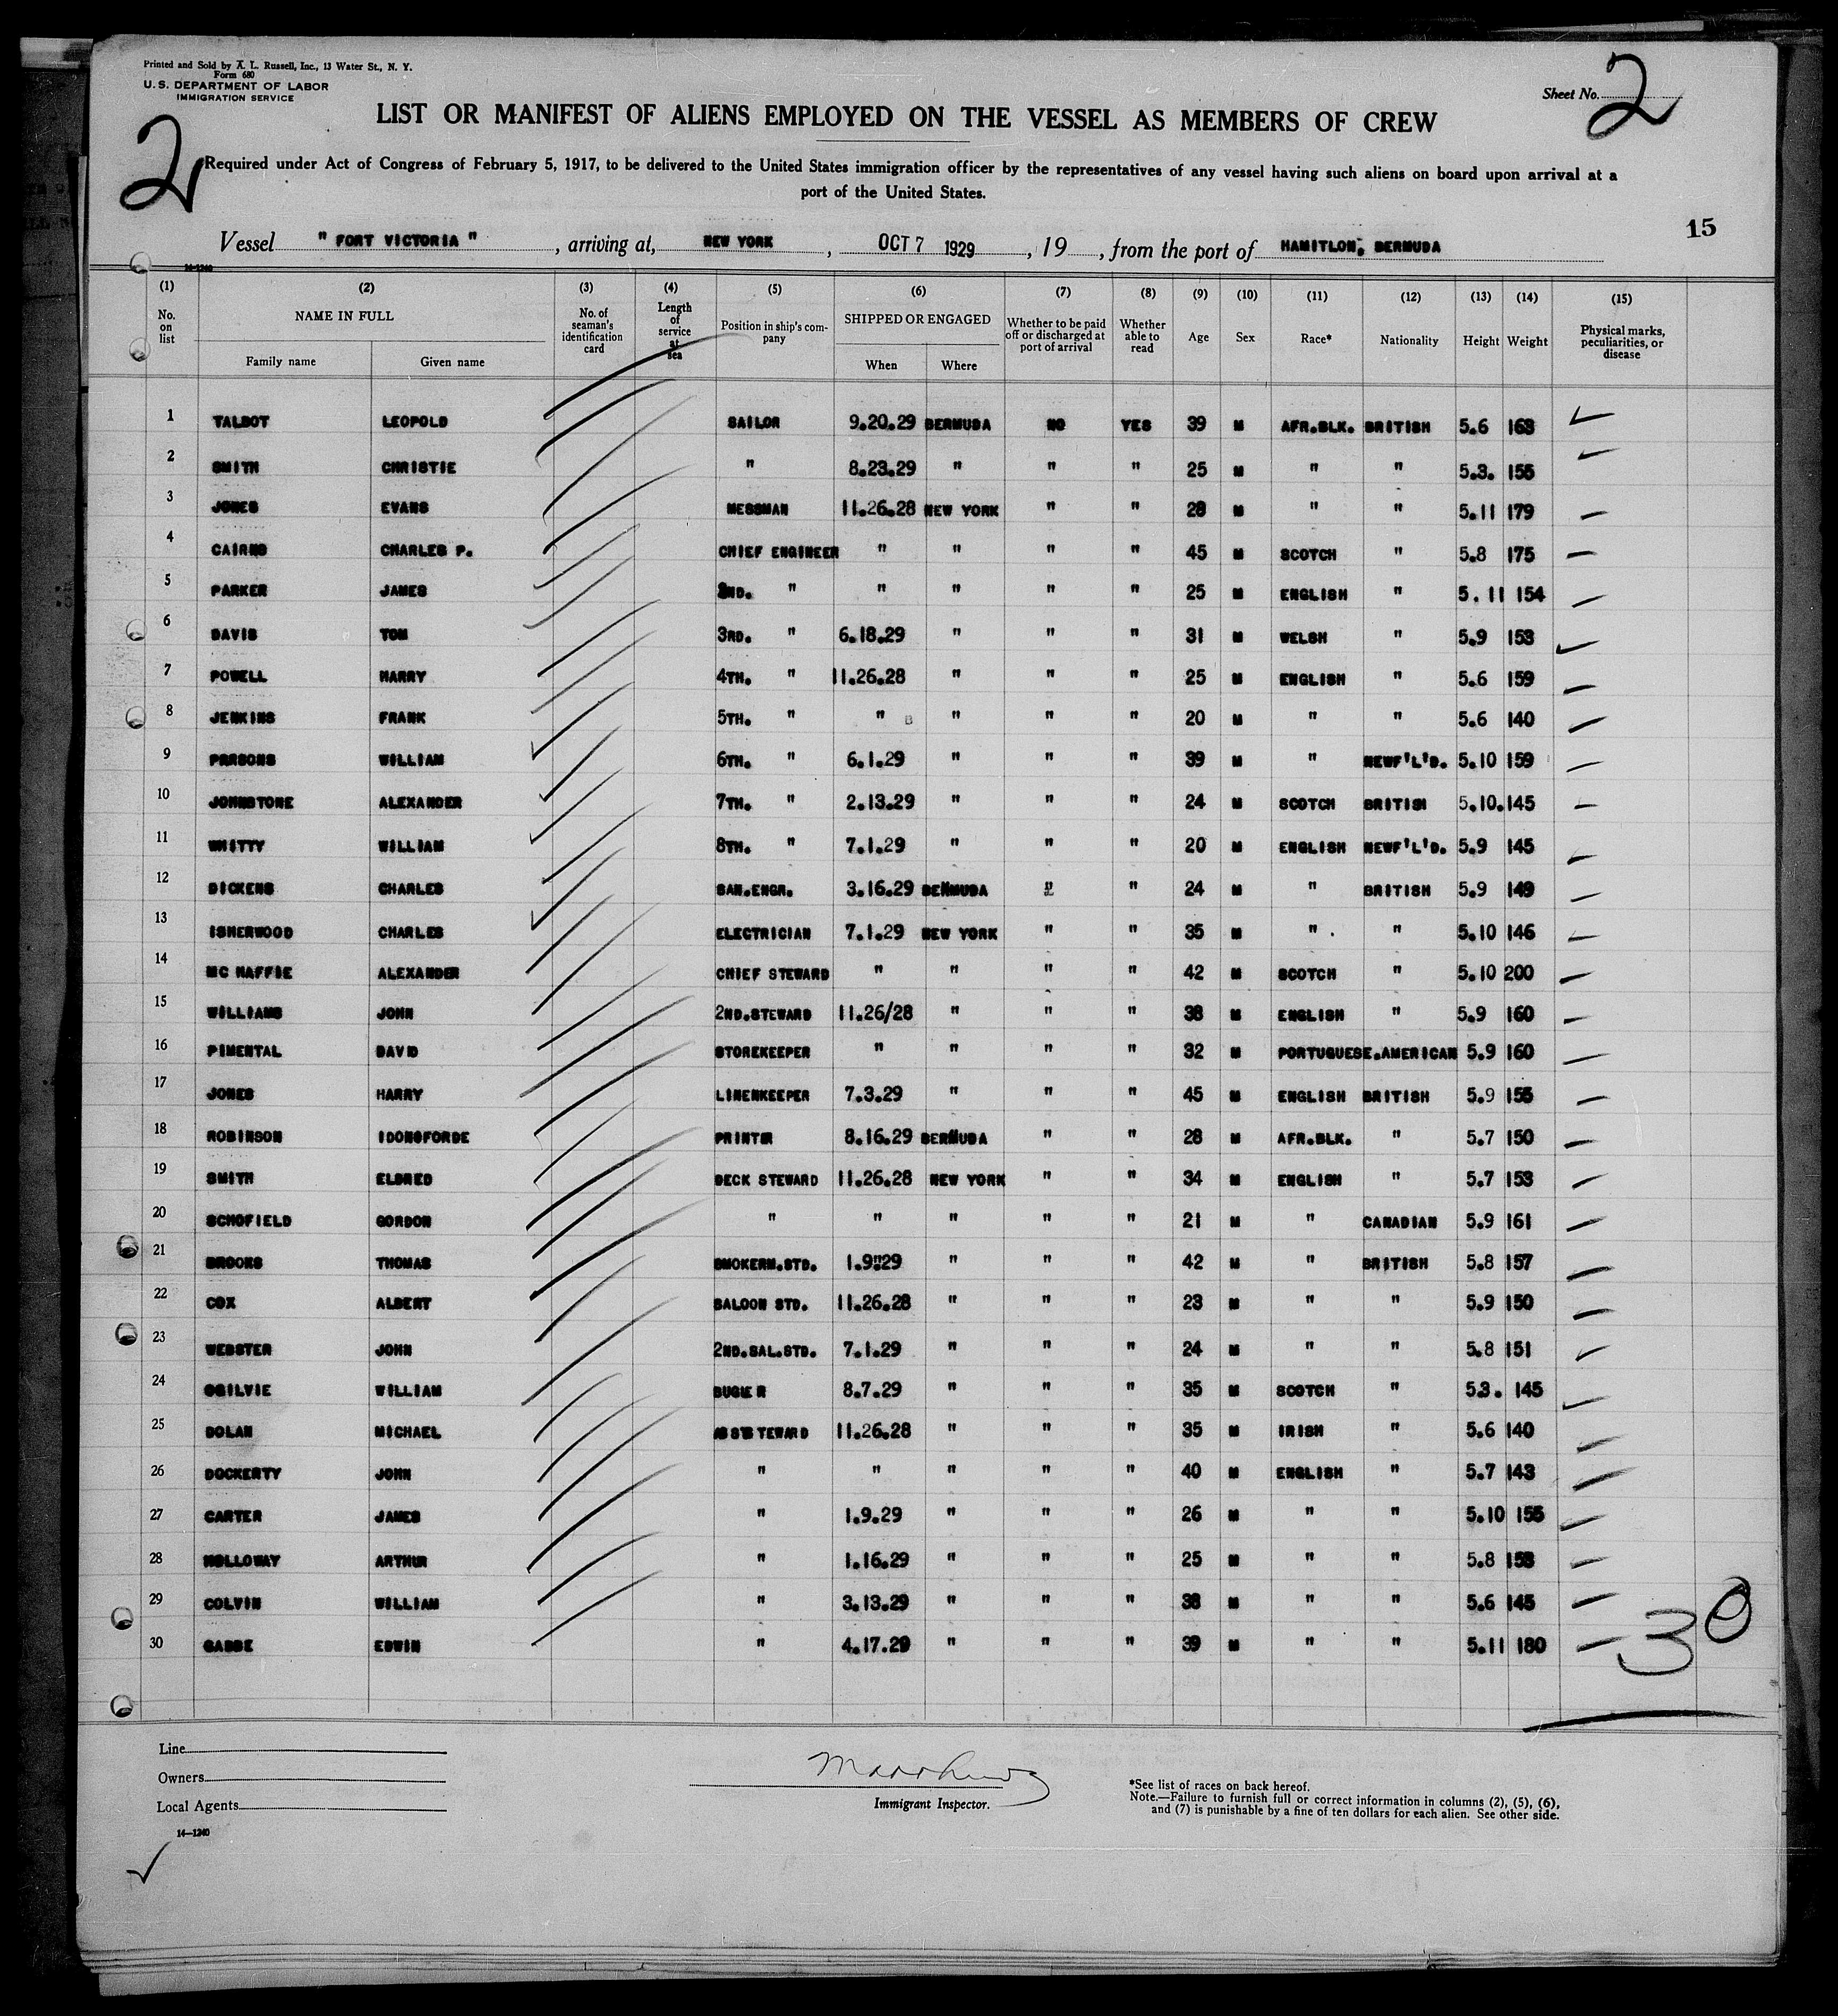 Printed and Sold by A. L. Russell, Inc., 13 Water St., N. Y.
Form 680
U. S. DEPARTMENT OF LABOR
IMMIGRATION SERVICE
Sheet No. 2
LIST OR MANIFEST OF ALIENS EMPLOYED ON THE VESSEL AS MEMBERS OF CREW
2
Required under Act of Congress of February 5, 1917, to be delivered to the United States immigration officer by the representatives of any vessel having such aliens on board upon arrival at a
port of the United States.
15
Vessel " FORT VICTORIA ", arriving at, NEW YORK, OCT 7 1929, 19, from the port of HAMITLON, BERMUDA
14-1240
(1) (2) (3) (4) (5) (6) (7) (8) (9) (10) (11) (12) (13) (14) (15)
No. on list NAME IN FULL Family name Given name No. of seaman's identification card Length of service at sea Position in ship's company SHIPPED OR ENGAGED When Where Whether to be paid off or discharged at port of arrival Whether able to read Age Sex Race* Nationality Height Weight Physical marks, peculiarities, or disease
1 TALBOT LEOPOLD SAILOR 9.20.29 BERMUDA NO YES 39 M AFR.BLK. BRITISH 5.6 163
2 SMITH CHRISTIE " 8.23.29 " " " 25 M " " 5.3. 155
3 JONES EVANS MESSMAN 11.26.28 NEW YORK " " 28 M " " 5.11 179
4 CAIRNS CHARLES P. CHIEF ENGINEER " " " " 45 M SCOTCH " 5.8 175
5 PARKER JAMES 2ND. " " " " " 25 M ENGLISH " 5.11 154
6 DAVIS TOM 3RD. " 6.18.29 " " " 31 M WELSH " 5.9 153
7 POWELL HARRY 4TH. " 11.26.28 " " " 25 M ENGLISH " 5.6 159
8 JENKINS FRANK 5TH. " " " " " 20 M " " 5.6 140
9 PARSONS WILLIAM 6TH. " 6.1.29 " " " 39 M " NEWF'L'D. 5.10 159
10 JOHNSTONE ALEXANDER 7TH. " 2.13.29 " " " 24 M SCOTCH BRITISH 5.10. 145
11 WHITTY WILLIAM 8TH. " 7.1.29 " " " 20 M ENGLISH NEWF'L'D. 5.9 145
12 DICKENS CHARLES SAN.ENGR. 3.16.29 BERMUDA " " 24 M " BRITISH 5.9 149
13 ISHERWOOD CHARLES ELECTRICIAN 7.1.29 NEW YORK " " 35 M " . " 5.10 146
14 MC HAFFIE ALEXANDER CHIEF STEWARD " " " " 42 M SCOTCH " 5.10 200
15 WILLIAMS JOHN 2ND.STEWARD 11.26/28 " " " 38 M ENGLISH " 5.9 160
16 PIMENTAL DAVID STOREKEEPER " " " " 32 M PORTUGUESE.AMERICAN 5.9 160
17 JONES HARRY LINENKEEPER 7.3.29 " " " 45 M ENGLISH BRITISH 5.9 155
18 ROBINSON IDONGFORDE PRINTER 8.16.29 BERMUDA " " 28 M AFR.BLK. " 5.7 150
19 SMITH ELDRED DECK STEWARD 11.26.28 NEW YORK " " 34 M ENGLISH " 5.7 153
20 SCHOFIELD GORDON " " " " " 21 M " CANADIAN 5.9 161
21 BROOKS THOMAS SMOKERM.STD. 1.9.29 " " " 42 M " BRITISH 5.8 157
22 COX ALBERT SALOON STD. 11.26.28 " " " 23 M " " 5.9 150
23 WEBSTER JOHN 2ND.SAL.STD. 7.1.29 " " " 24 M " " 5.8 151
24 OGILVIE WILLIAM BUGLER 8.7.29 " " " 35 M SCOTCH " 53. 145
25 DOLAN MICHAEL ASSTSTEWARD 11.26.28 " " " 35 M IRISH " 5.6 140
26 DOCKERTY JOHN " " " " " 40 M ENGLISH " 5.7 143
27 CARTER JAMES " 1.9.29 " " " 26 M " " 5.10 155
28 HOLLOWAY ARTHUR " 1.16.29 " " " 25 M " " 5.8 153
29 COLVIN WILLIAM " 3.13.29 " " " 38 M " " 5.6 145
30 GABBE EDWIN " 4.17.29 " " " 39 M " " 5.11 180
30
Line
Owners
Local Agents
14—1240
Immigrant Inspector.
*See list of races on back hereof.
Note.—Failure to furnish full or correct information in columns (2), (5), (6),
and (7) is punishable by a fine of ten dollars for each alien. See other side.